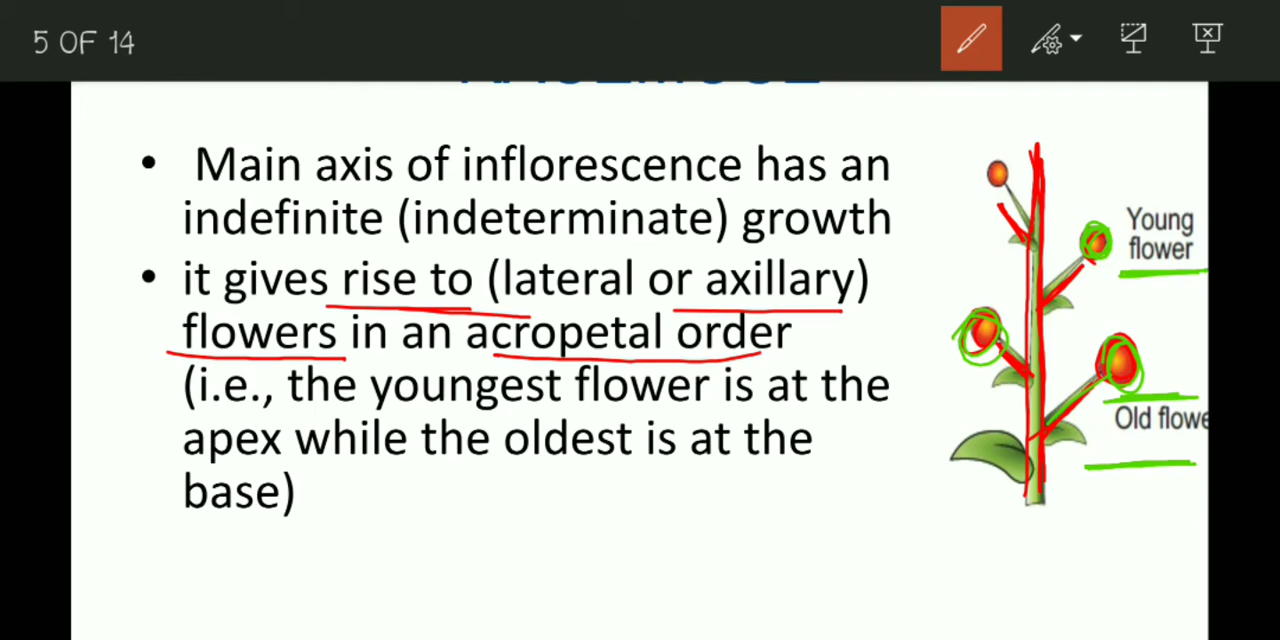 5 OF 14
• Main axis of inflorescence has an
indefinite (indeterminate) growth
• it gives rise to (lateral or axillary)
flowers in an acropetal order
(i.e., the youngest flower is at the
apex while the oldest is at the
base)
Young
flower
Old flowe